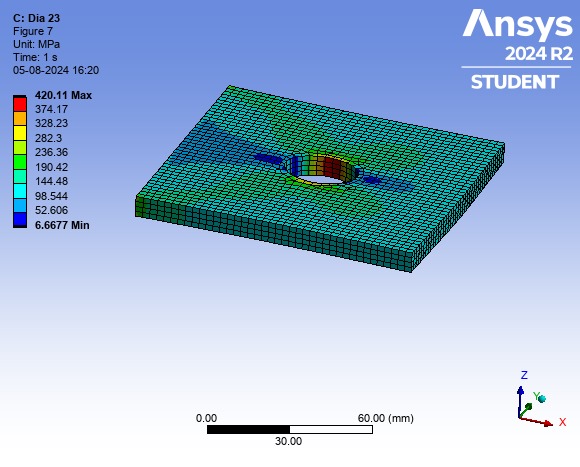 C: Dia 23
Figure 7
Unit: MPa
Time: 1 s
05-08-2024 16:20
420.11 Max
374.17
328.23
282.3
236.36
190.42
144.48
98.544
52.606
6.6677 Min
Ansys
2024 R2
STUDENT
0.00
60.00 (mm)
30.00
Z
Y
X